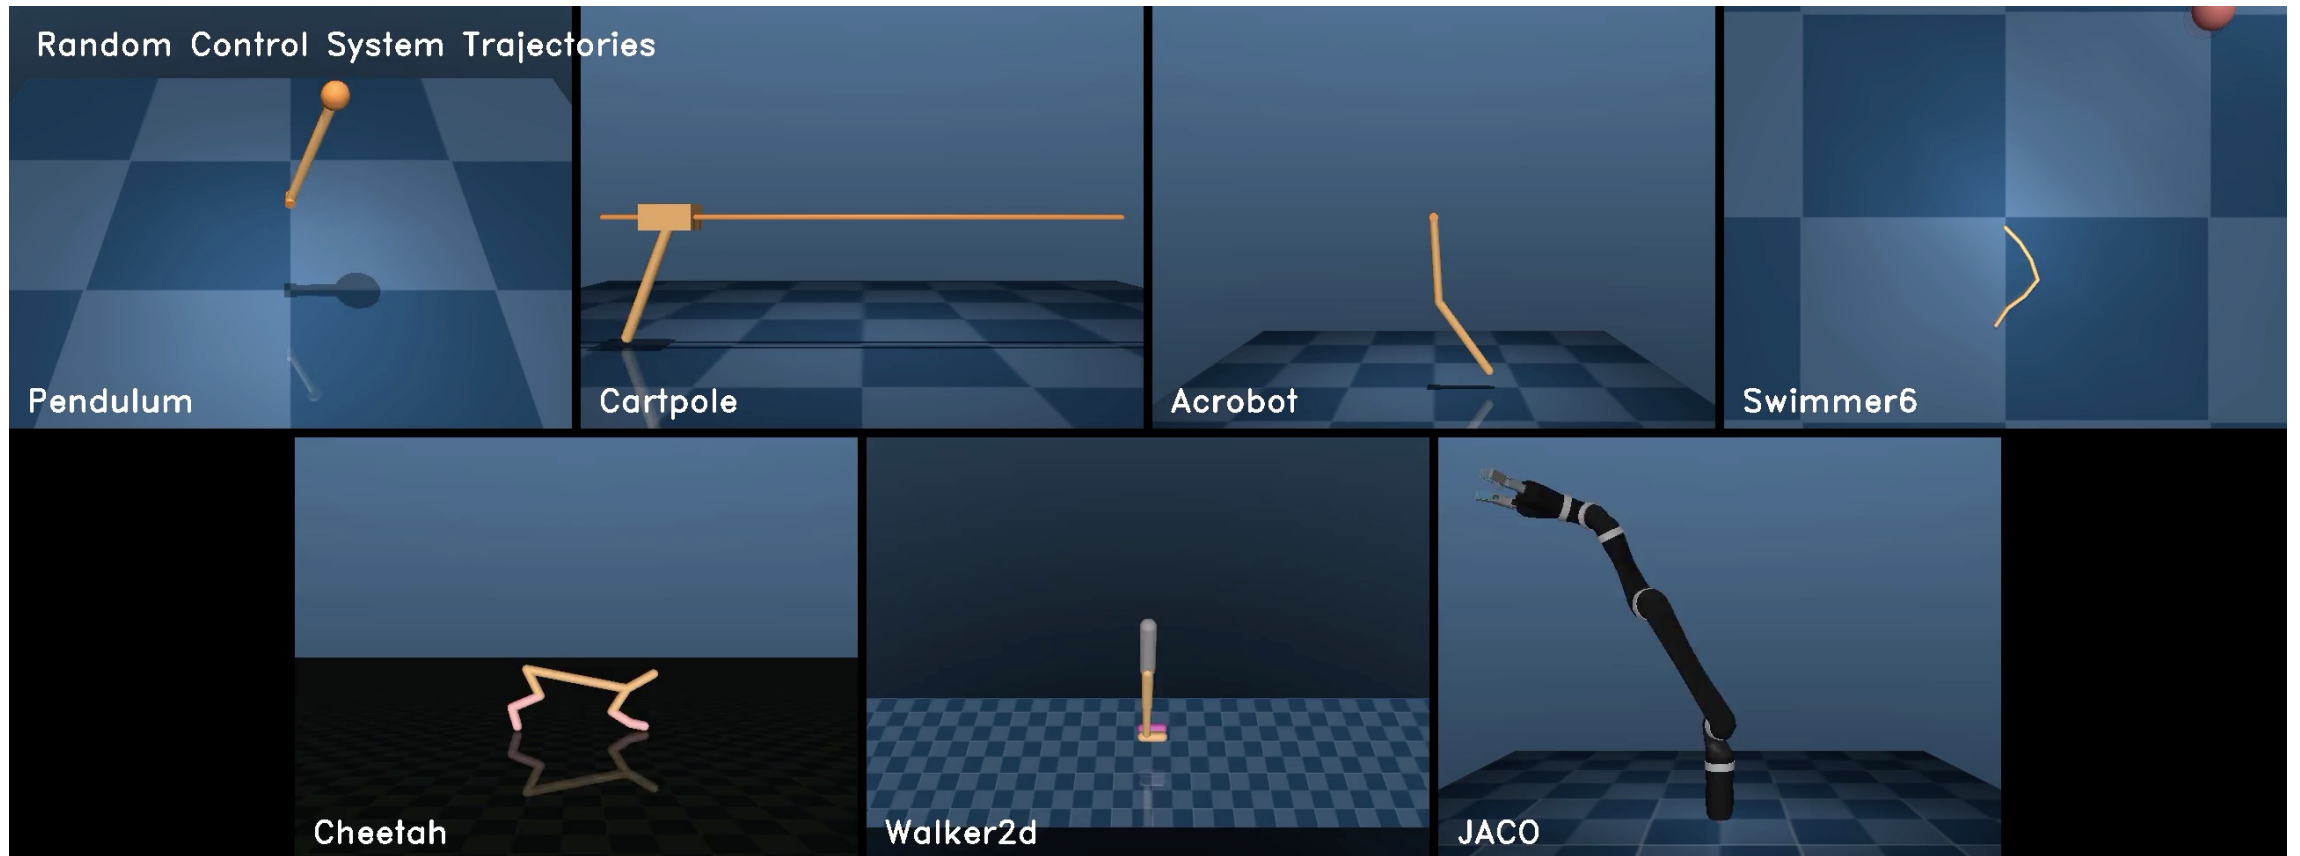 Random Control System Trajectories
Pendulum
Cartpole
Acrobot
Swimmer6
Cheetah
Walker2d
JACO